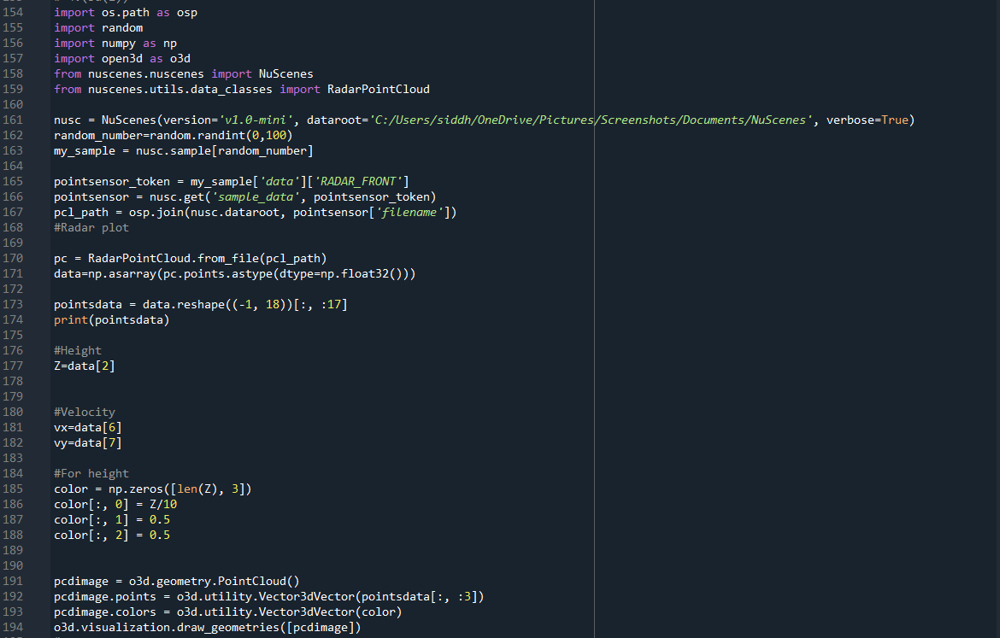 154 import os.path as osp
155 import random
156 import numpy as np
157 import open3d as o3d
158 from nuscenes.nuscenes import NuScenes
159 from nuscenes.utils.data_classes import RadarPointCloud
160
161 nusc = NuScenes(version='v1.0-mini', dataroot='C:/Users/siddh/OneDrive/Pictures/Screenshots/Documents/NuScenes', verbose=True)
162 random_number=random.randint(0,100)
163 my_sample = nusc.sample[random_number]
164
165 pointsensor_token = my_sample['data']['RADAR_FRONT']
166 pointsensor = nusc.get('sample_data', pointsensor_token)
167 pcl_path = osp.join(nusc.dataroot, pointsensor['filename'])
168 #Radar plot
169
170 pc = RadarPointCloud.from_file(pcl_path)
171 data=np.asarray(pc.points.astype(dtype=np.float32()))
172
173 pointsdata = data.reshape((-1, 18))[:, :17]
174 print(pointsdata)
175
176 #Height
177 Z=data[2]
178
179
180 #Velocity
181 vx=data[6]
182 vy=data[7]
183
184 #For height
185 color = np.zeros([len(Z), 3])
186 color[:, 0] = Z/10
187 color[:, 1] = 0.5
188 color[:, 2] = 0.5
189
190
191 pcdimage = o3d.geometry.PointCloud()
192 pcdimage.points = o3d.utility.Vector3dVector(pointsdata[:, :3])
193 pcdimage.colors = o3d.utility.Vector3dVector(color)
194 o3d.visualization.draw_geometries([pcdimage])